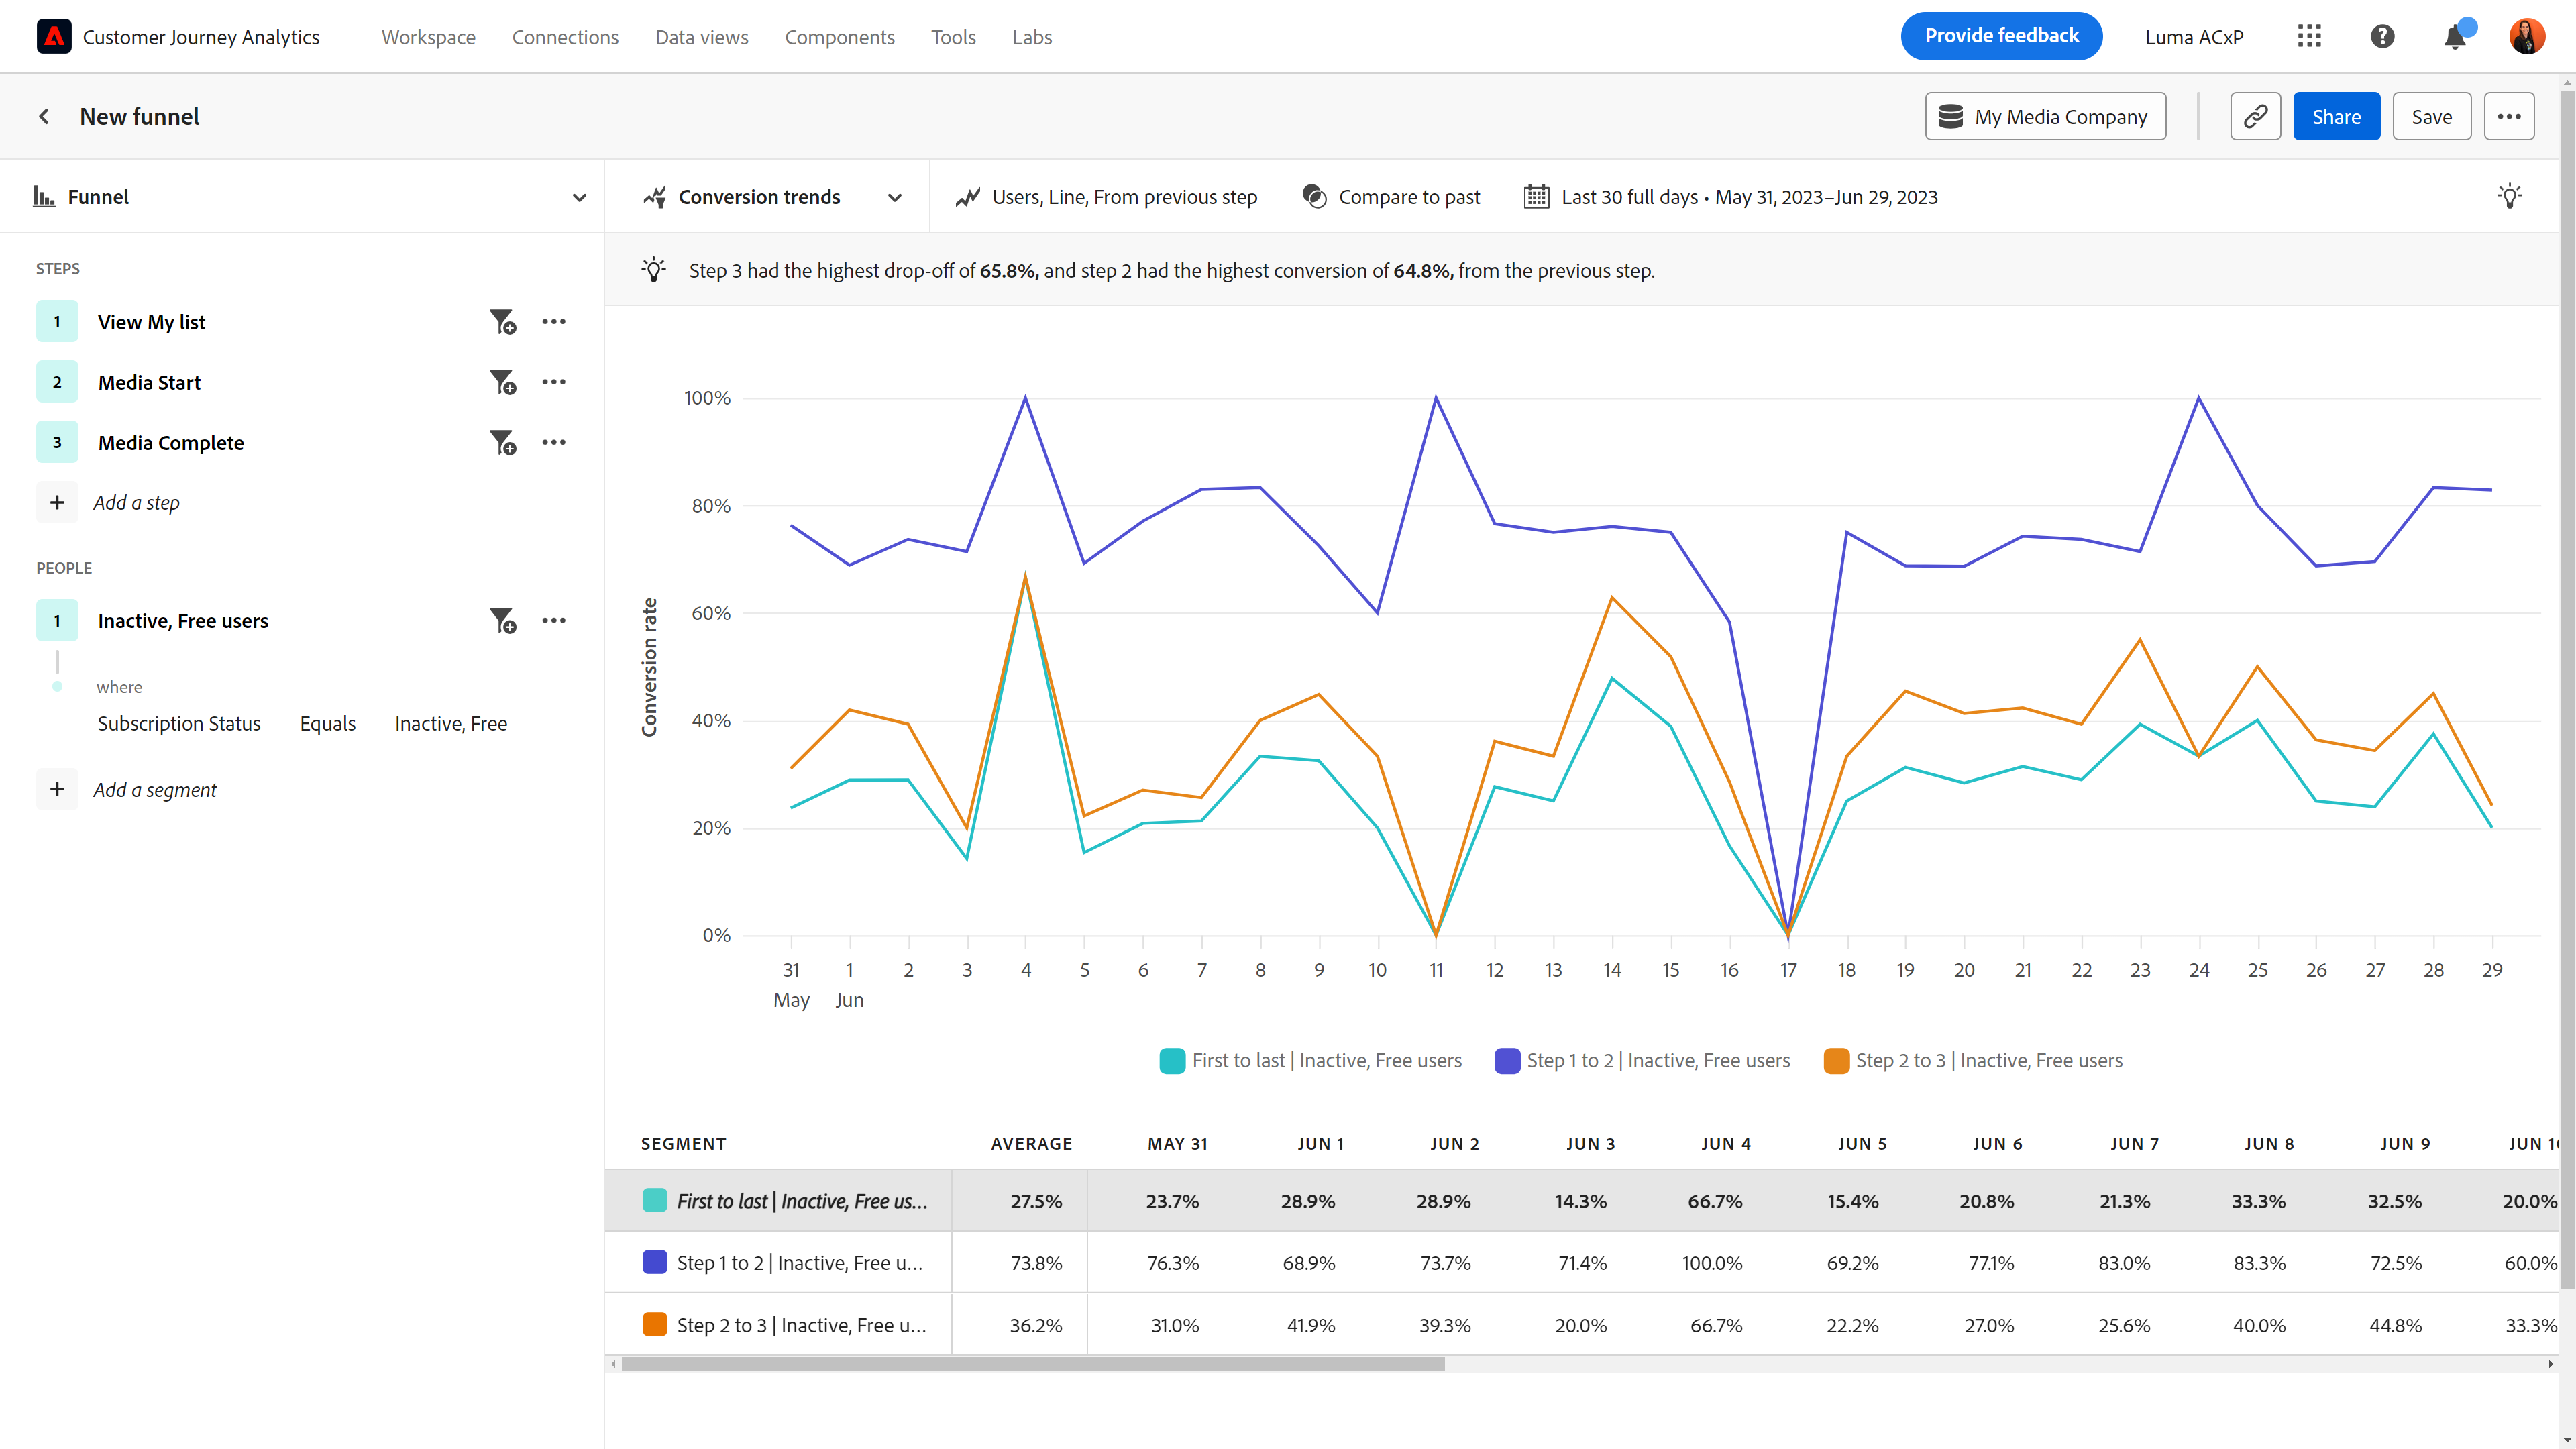 Customer Journey Analytics Workspace Connections Data views Components Tools Labs Provide feedback Luma ACxP
New funnel My Media Company Share Save
Funnel
STEPS
1 View My list
2 Media Start
3 Media Complete
+ Add a step
PEOPLE
1 Inactive, Free users
where
Subscription Status Equals Inactive, Free
+ Add a segment
Conversion trends Users, Line, From previous step Compare to past Last 30 full days • May 31, 2023–Jun 29, 2023
Step 3 had the highest drop-off of 65.8%, and step 2 had the highest conversion of 64.8%, from the previous step.
Conversion rate
100%
80%
60%
40%
20%
0%
31 1 2 3 4 5 6 7 8 9 10 11 12 13 14 15 16 17 18 19 20 21 22 23 24 25 26 27 28 29
May Jun
First to last | Inactive, Free users Step 1 to 2 | Inactive, Free users Step 2 to 3 | Inactive, Free users
SEGMENT AVERAGE MAY 31 JUN 1 JUN 2 JUN 3 JUN 4 JUN 5 JUN 6 JUN 7 JUN 8 JUN 9 JUN 10
First to last | Inactive, Free us... 27.5% 23.7% 28.9% 28.9% 14.3% 66.7% 15.4% 20.8% 21.3% 33.3% 32.5% 20.0%
Step 1 to 2 | Inactive, Free u... 73.8% 76.3% 68.9% 73.7% 71.4% 100.0% 69.2% 77.1% 83.0% 83.3% 72.5% 60.0%
Step 2 to 3 | Inactive, Free u... 36.2% 31.0% 41.9% 39.3% 20.0% 66.7% 22.2% 27.0% 25.6% 40.0% 44.8% 33.3%